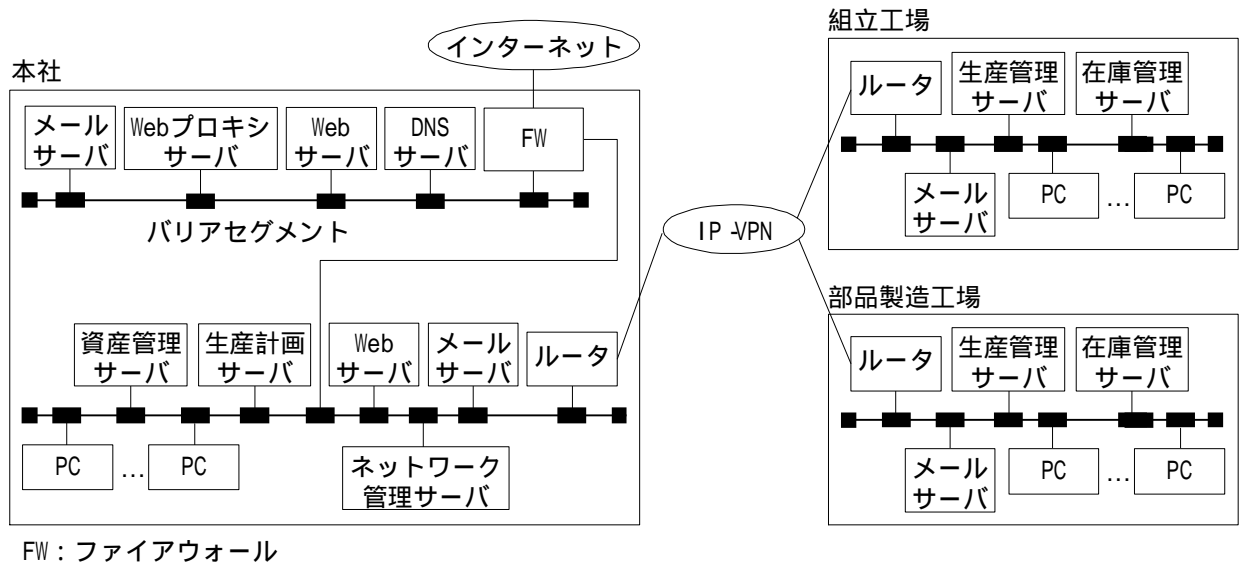 インターネット
本社
メール
サーバ
Webプロキシ
サーバ
Web
サーバ
DNS
サーバ
FW
バリアセグメント
資産管理
サーバ
生産計画
サーバ
Web
サーバ
メール
サーバ
ルータ
PC
…
PC
ネットワーク
管理サーバ
IP-VPN
組立工場
ルータ
生産管理
サーバ
在庫管理
サーバ
メール
サーバ
PC
…
PC
部品製造工場
ルータ
生産管理
サーバ
在庫管理
サーバ
メール
サーバ
PC
…
PC
FW：ファイアウォール